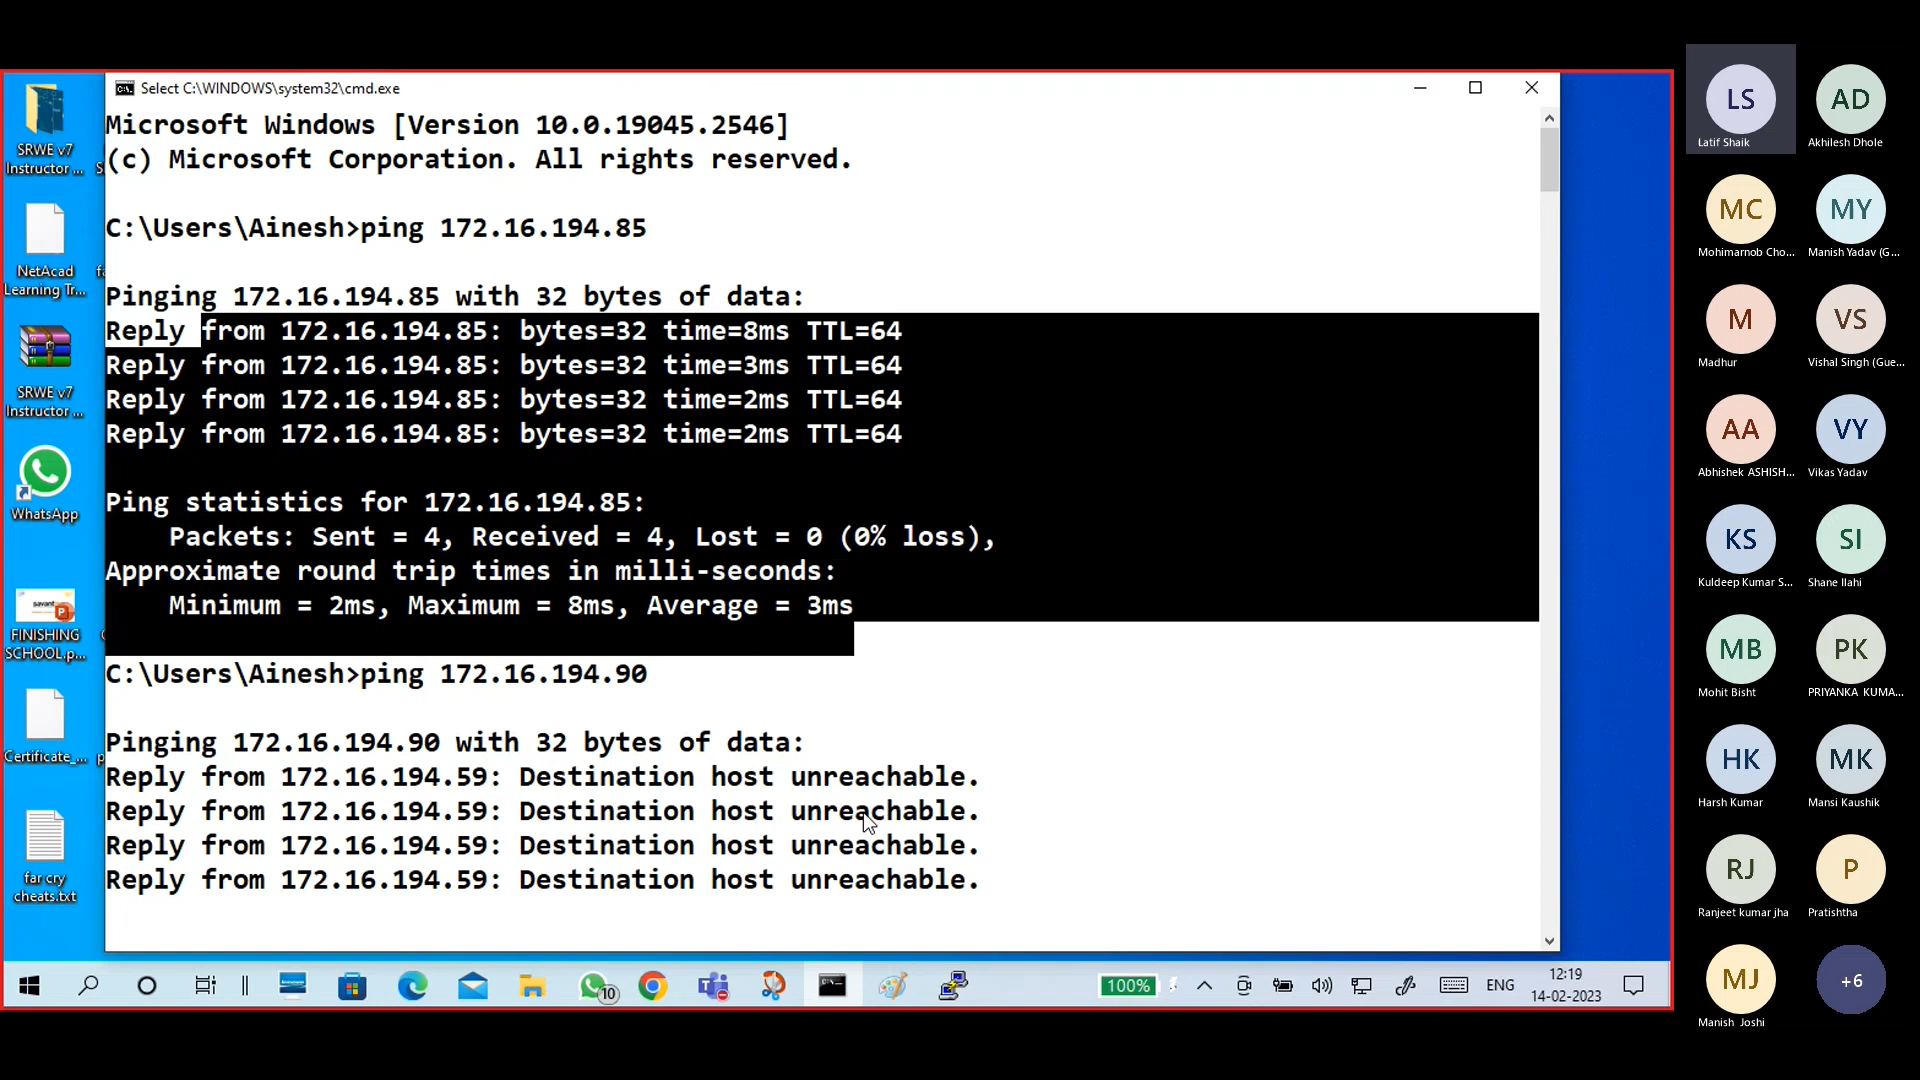 Select C:\WINDOWS\system32\cmd.exe
Microsoft Windows [Version 10.0.19045.2546]
(c) Microsoft Corporation. All rights reserved.
C:\Users\Ainesh>ping 172.16.194.85
Pinging 172.16.194.85 with 32 bytes of data:
Reply from 172.16.194.85: bytes=32 time=8ms TTL=64
Reply from 172.16.194.85: bytes=32 time=3ms TTL=64
Reply from 172.16.194.85: bytes=32 time=2ms TTL=64
Reply from 172.16.194.85: bytes=32 time=2ms TTL=64
Ping statistics for 172.16.194.85:
Packets: Sent = 4, Received = 4, Lost = 0 (0% loss),
Approximate round trip times in milli-seconds:
Minimum = 2ms, Maximum = 8ms, Average = 3ms
C:\Users\Ainesh>ping 172.16.194.90
Pinging 172.16.194.90 with 32 bytes of data:
Reply from 172.16.194.59: Destination host unreachable.
Reply from 172.16.194.59: Destination host unreachable.
Reply from 172.16.194.59: Destination host unreachable.
Reply from 172.16.194.59: Destination host unreachable.
SRWE v7
Instructor ...
NetAcad
Learning Tr...
SRWE v7
Instructor ...
WhatsApp
savant
FINISHING
SCHOOL.p...
Certificate_...
far cry
cheats.txt
10
100%
ENG
12:19
14-02-2023
LS
Latif Shaik
AD
Akhilesh Dhole
MC
Mohimarnob Cho...
MY
Manish Yadav (G...
M
Madhur
VS
Vishal Singh (Gue...
AA
Abhishek ASHISH...
VY
Vikas Yadav
KS
Kuldeep Kumar S...
SI
Shane Ilahi
MB
Mohit Bisht
PK
PRIYANKA KUMA...
HK
Harsh Kumar
MK
Mansi Kaushik
RJ
Ranjeet kumar jha
P
Pratishtha
MJ
Manish Joshi
+6